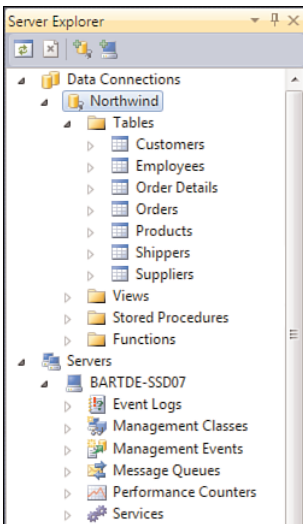 Server Explorer
Data Connections
Northwind
Tables
Customers
Employees
Order Details
Orders
Products
Shippers
Suppliers
Views
Stored Procedures
Functions
Servers
BARTDE-SSD07
Event Logs
Management Classes
Management Events
Message Queues
Performance Counters
Services